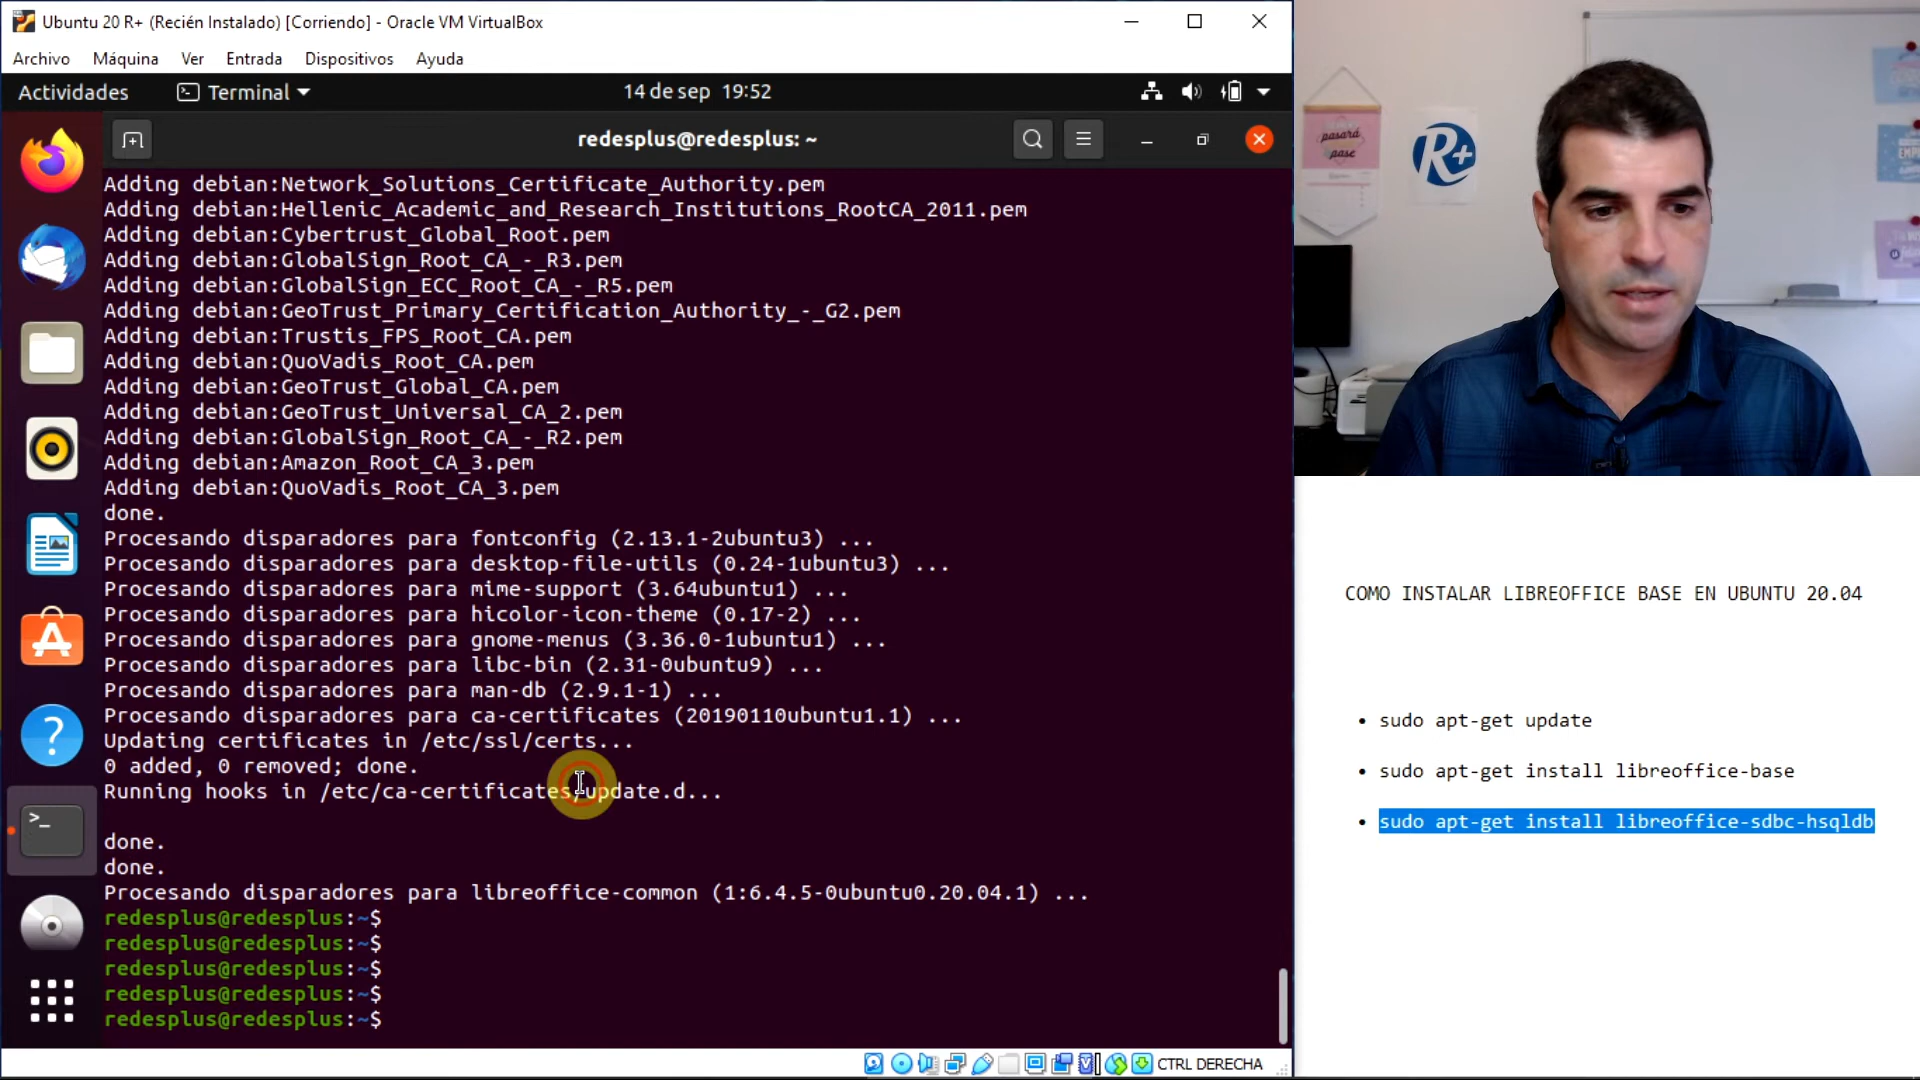 Ubuntu 20 R+ (Recién Instalado) [Corriendo] - Oracle VM VirtualBox
Archivo Máquina Ver Entrada Dispositivos Ayuda
Actividades Terminal 14 de sep 19:52
redesplus@redesplus: ~
Adding debian:Network_Solutions_Certificate_Authority.pem
Adding debian:Hellenic_Academic_and_Research_Institutions_RootCA_2011.pem
Adding debian:Cybertrust_Global_Root.pem
Adding debian:GlobalSign_Root_CA_-_R3.pem
Adding debian:GlobalSign_ECC_Root_CA_-_R5.pem
Adding debian:GeoTrust_Primary_Certification_Authority_-_G2.pem
Adding debian:Trustis_FPS_Root_CA.pem
Adding debian:QuoVadis_Root_CA.pem
Adding debian:GeoTrust_Global_CA.pem
Adding debian:GeoTrust_Universal_CA_2.pem
Adding debian:GlobalSign_Root_CA_-_R2.pem
Adding debian:Amazon_Root_CA_3.pem
Adding debian:QuoVadis_Root_CA_3.pem
done.
Procesando disparadores para fontconfig (2.13.1-2ubuntu3) ...
Procesando disparadores para desktop-file-utils (0.24-1ubuntu3) ...
Procesando disparadores para mime-support (3.64ubuntu1) ...
Procesando disparadores para hicolor-icon-theme (0.17-2) ...
Procesando disparadores para gnome-menus (3.36.0-1ubuntu1) ...
Procesando disparadores para libc-bin (2.31-0ubuntu9) ...
Procesando disparadores para man-db (2.9.1-1) ...
Procesando disparadores para ca-certificates (20190110ubuntu1.1) ...
Updating certificates in /etc/ssl/certs...
0 added, 0 removed; done.
Running hooks in /etc/ca-certificates/update.d...
done.
done.
Procesando disparadores para libreoffice-common (1:6.4.5-0ubuntu0.20.04.1) ...
redesplus@redesplus:~$
redesplus@redesplus:~$
redesplus@redesplus:~$
redesplus@redesplus:~$
redesplus@redesplus:~$
CTRL DERECHA
pasará
pase
R+
COMO INSTALAR LIBREOFFICE BASE EN UBUNTU 20.04
• sudo apt-get update
• sudo apt-get install libreoffice-base
• sudo apt-get install libreoffice-sdbc-hsqldb